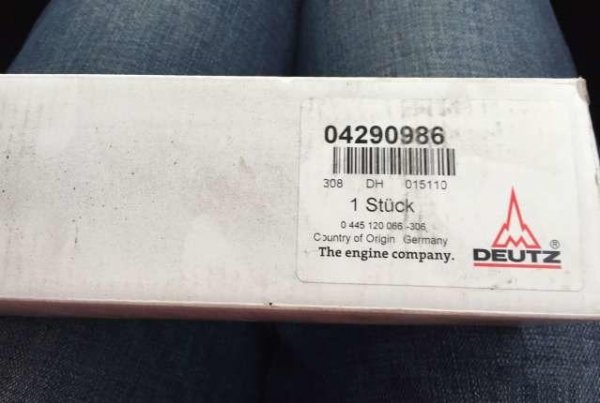 04290986
308 DH 015110
1 Stück
0 445 120 066 -306
Country of Origin Germany
The engine company.
DEUTZ ®